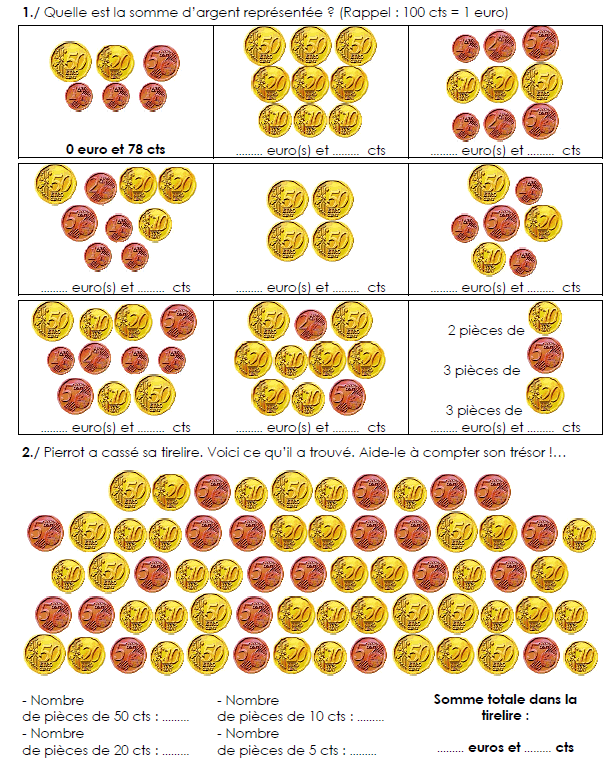 1./ Quelle est la somme d'argent représentée ? (Rappel : 100 cts = 1 euro)
0 euro et 78 cts
......... euro(s) et ......... cts
......... euro(s) et ......... cts
......... euro(s) et ......... cts
......... euro(s) et ......... cts
......... euro(s) et ......... cts
2 pièces de
3 pièces de
3 pièces de
......... euro(s) et ......... cts
......... euro(s) et ......... cts
......... euro(s) et ......... cts
2./ Pierrot a cassé sa tirelire. Voici ce qu'il a trouvé. Aide-le à compter son trésor !...
- Nombre
de pièces de 50 cts : .........
- Nombre
de pièces de 20 cts : .........
- Nombre
de pièces de 10 cts : .........
- Nombre
de pièces de 5 cts : .........
Somme totale dans la
tirelire :
......... euros et ......... cts